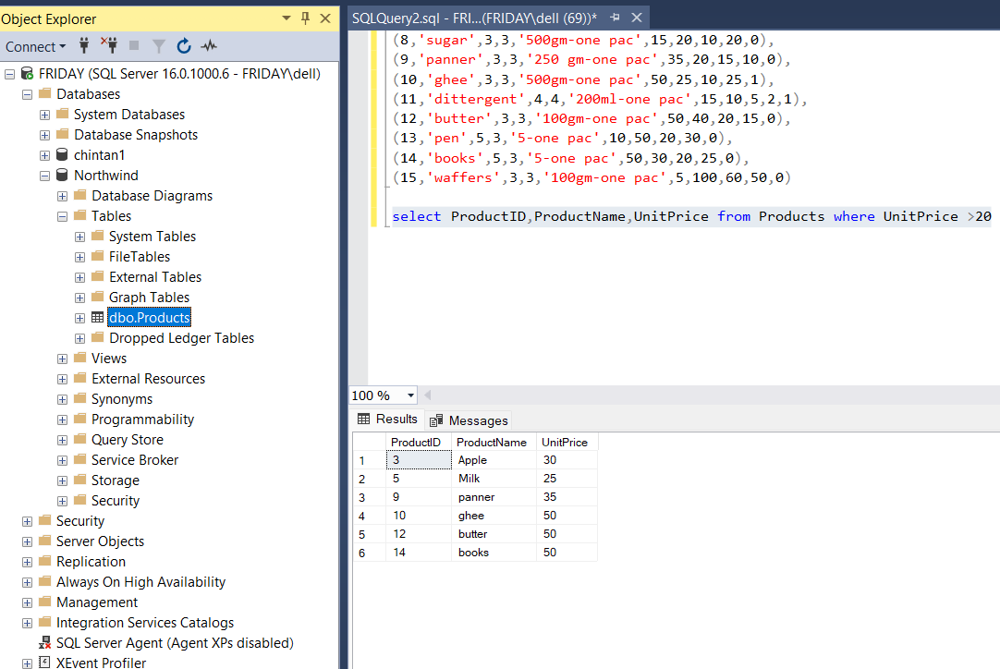 Object Explorer
Connect
FRIDAY (SQL Server 16.0.1000.6 - FRIDAY\dell)
Databases
System Databases
Database Snapshots
chintan1
Northwind
Database Diagrams
Tables
System Tables
FileTables
External Tables
Graph Tables
dbo.Products
Dropped Ledger Tables
Views
External Resources
Synonyms
Programmability
Query Store
Service Broker
Storage
Security
Security
Server Objects
Replication
Always On High Availability
Management
Integration Services Catalogs
SQL Server Agent (Agent XPs disabled)
XEvent Profiler
SQLQuery2.sql - FRI...(FRIDAY\dell (69))*
(8,'sugar',3,3,'500gm-one pac',15,20,10,20,0),
(9,'panner',3,3,'250 gm-one pac',35,20,15,10,0),
(10,'ghee',3,3,'500gm-one pac',50,25,10,25,1),
(11,'dittergent',4,4,'200ml-one pac',15,10,5,2,1),
(12,'butter',3,3,'100gm-one pac',50,40,20,15,0),
(13,'pen',5,3,'5-one pac',10,50,20,30,0),
(14,'books',5,3,'5-one pac',50,30,20,25,0),
(15,'waffers',3,3,'100gm-one pac',5,100,60,50,0)
select ProductID,ProductName,UnitPrice from Products where UnitPrice >20
100 %
Results Messages
ProductID ProductName UnitPrice
1 3 Apple 30
2 5 Milk 25
3 9 panner 35
4 10 ghee 50
5 12 butter 50
6 14 books 50